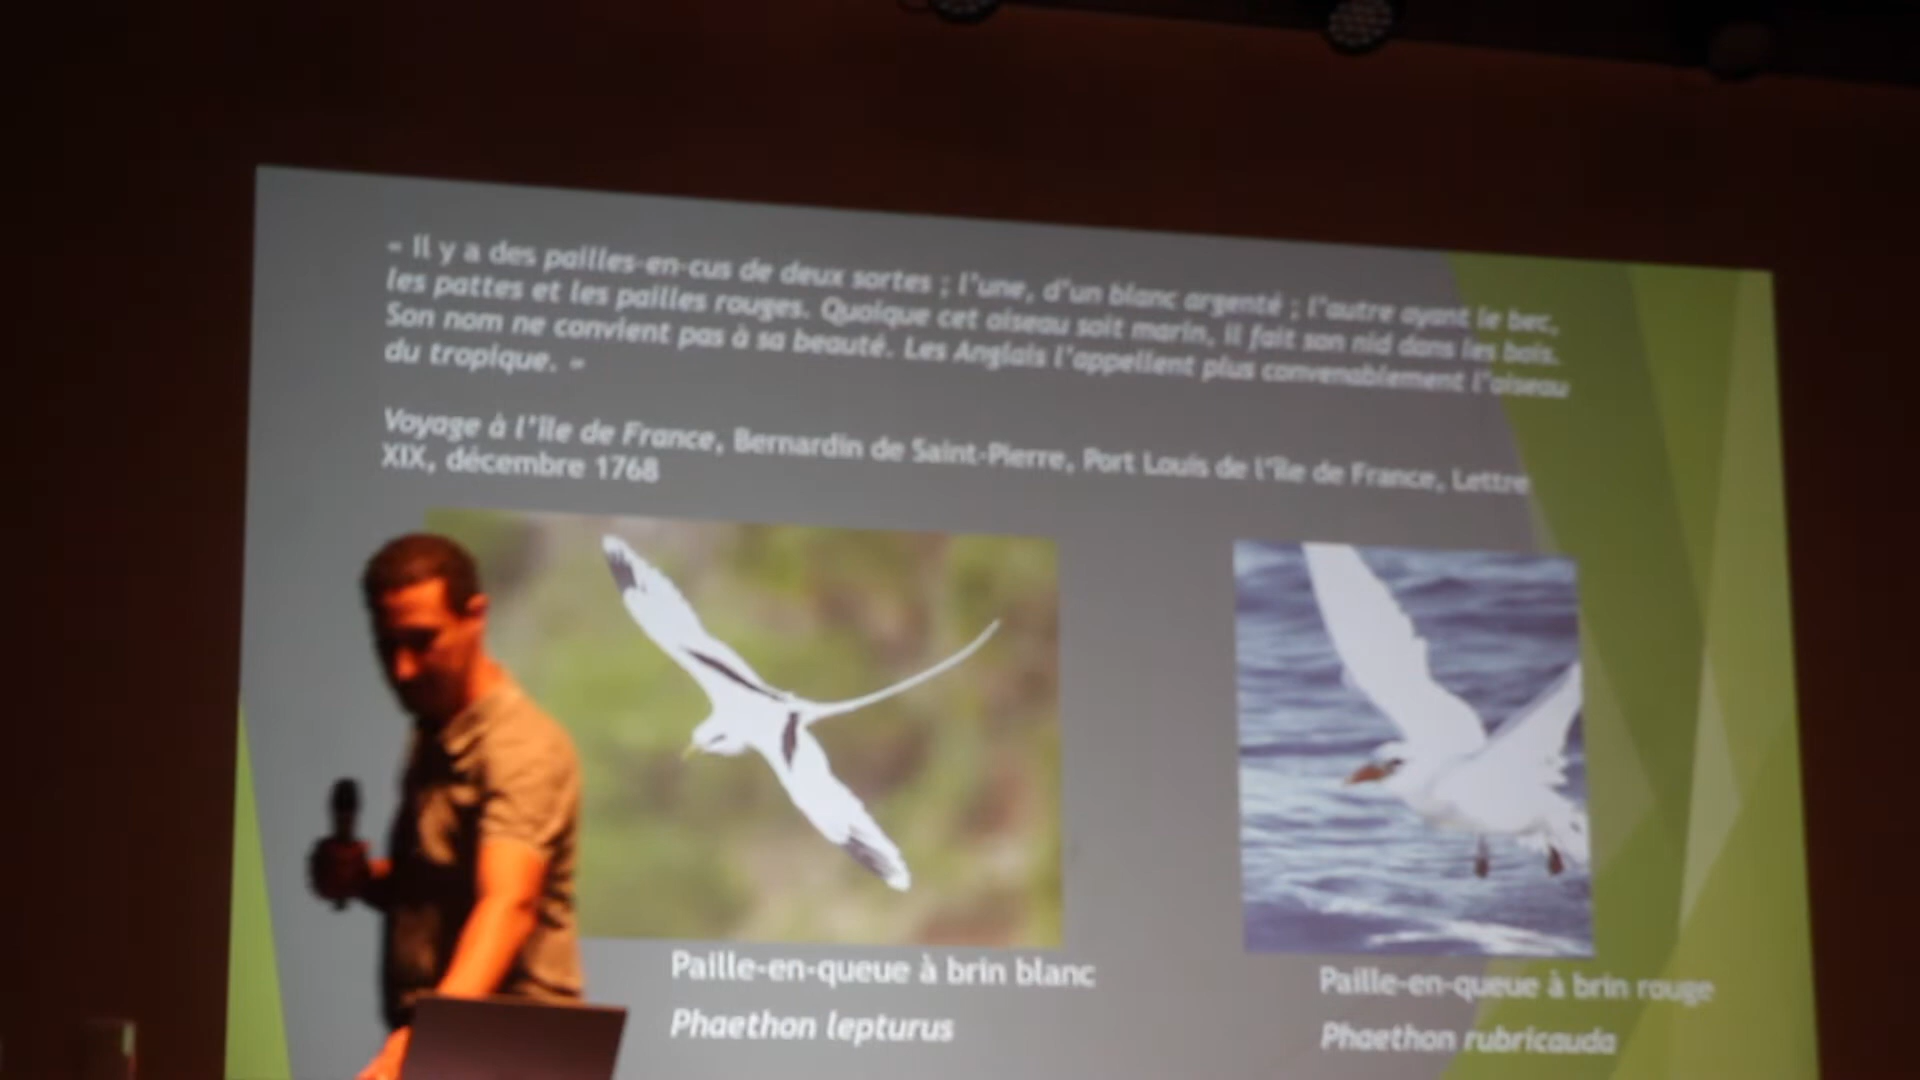 « Il y a des pailles-en-cus de deux sortes ; l'une, d'un blanc argenté ; l'autre ayant le bec,
les pattes et les pailles rouges. Quoique cet oiseau soit marin, il fait son nid dans les bois.
Son nom ne convient pas à sa beauté. Les Anglais l'appellent plus convenablement l'oiseau
du tropique. »
Voyage à l'île de France, Bernardin de Saint-Pierre, Port Louis de l'île de France, Lettre
XIX, décembre 1768
Paille-en-queue à brin blanc
Phaethon lepturus
Paille-en-queue à brin rouge
Phaethon rubricauda